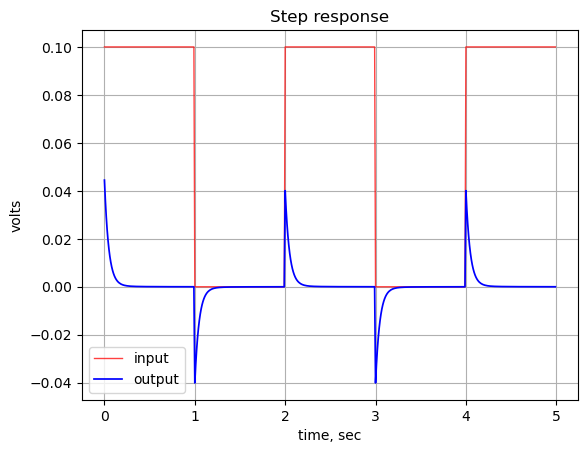 Step response
volts
0.10
0.08
0.06
0.04
0.02
0.00
−0.02
−0.04
input
output
0 1 2 3 4 5
time, sec